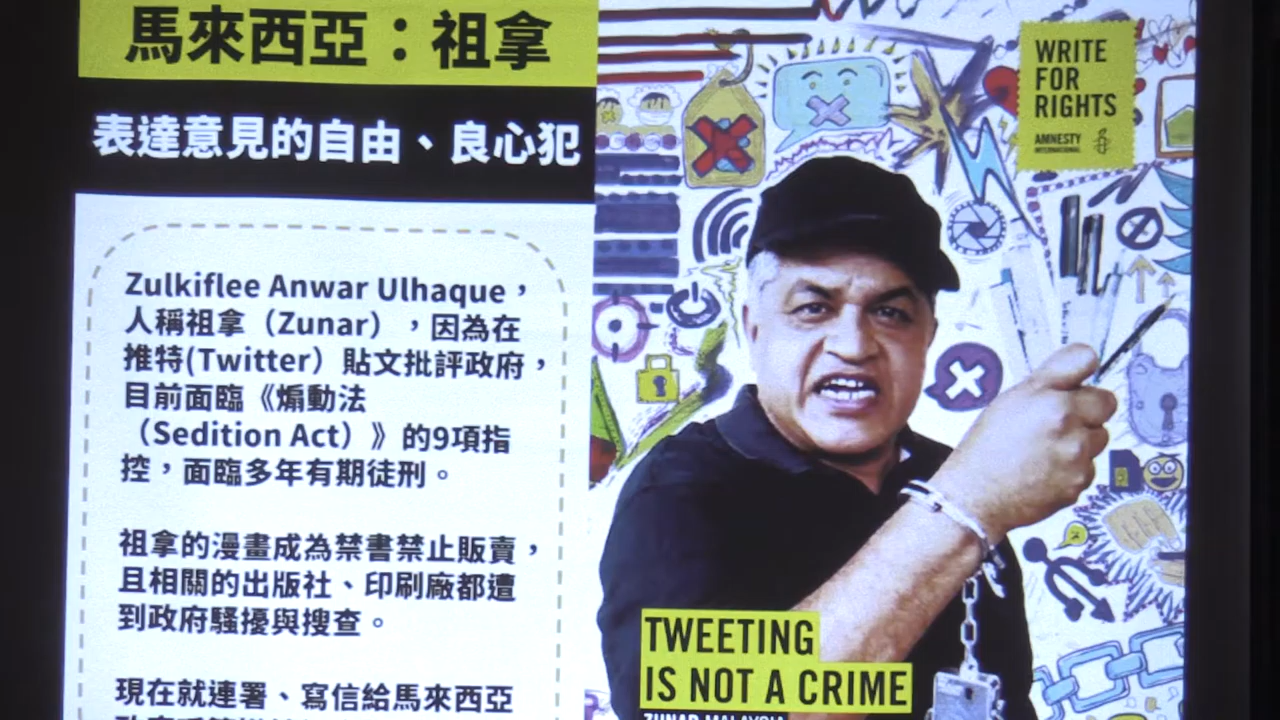 馬來西亞：祖拿
表達意見的自由、良心犯
Zulkiflee Anwar Ulhaque，
人稱祖拿（Zunar），因為在
推特(Twitter）貼文批評政府，
目前面臨《煽動法
（Sedition Act）》的9項指
控，面臨多年有期徒刑。
祖拿的漫畫成為禁書禁止販賣，
且相關的出版社、印刷廠都遭
到政府騷擾與搜查。
現在就連署、寫信給馬來西亞
WRITE
FOR
RIGHTS
AMNESTY
INTERNATIONAL
TWEETING
IS NOT A CRIME
ZUNAR MALAYSIA